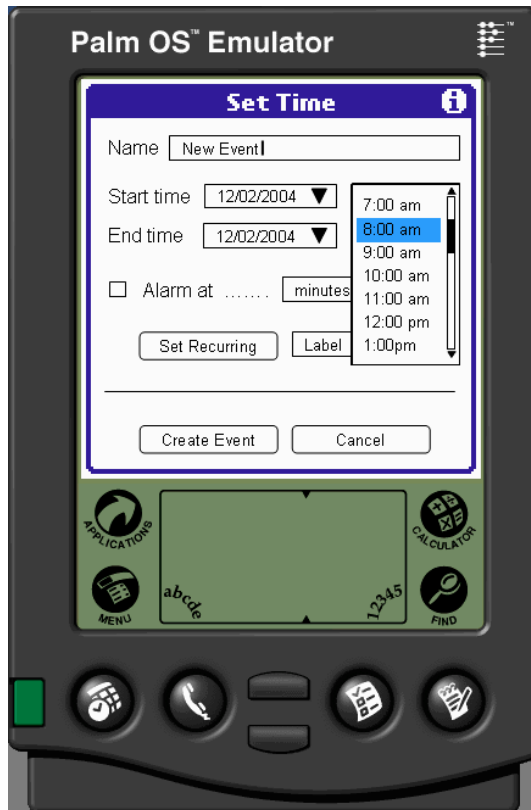 Palm OS™ Emulator
™
Set Time
Name New Event
Start time 12/02/2004
End time 12/02/2004
7:00 am
8:00 am
9:00 am
10:00 am
11:00 am
12:00 pm
1:00pm
Alarm at ....... minutes
Set Recurring Label
Create Event Cancel
APPLICATIONS
CALCULATOR
MENU
abcde
12345
FIND